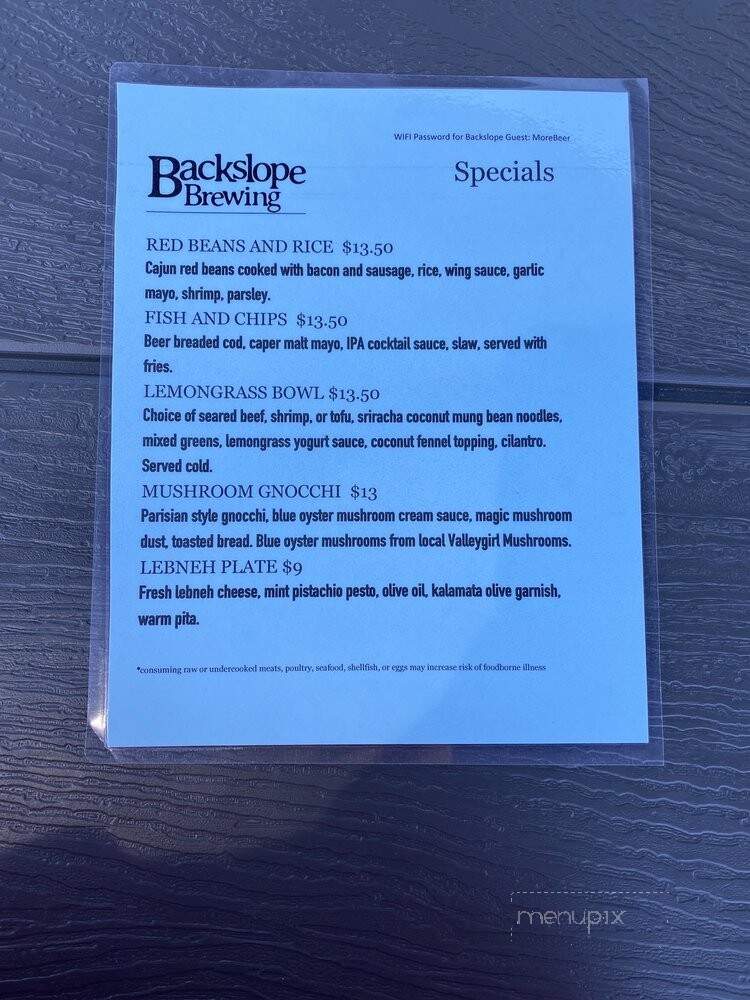 WIFI Password for Backslope Guest: MoreBeer
Backslope
Brewing
Specials
RED BEANS AND RICE $13.50
Cajun red beans cooked with bacon and sausage, rice, wing sauce, garlic
mayo, shrimp, parsley.
FISH AND CHIPS $13.50
Beer breaded cod, caper malt mayo, IPA cocktail sauce, slaw, served with
fries.
LEMONGRASS BOWL $13.50
Choice of seared beef, shrimp, or tofu, sriracha coconut mung bean noodles,
mixed greens, lemongrass yogurt sauce, coconut fennel topping, cilantro.
Served cold.
MUSHROOM GNOCCHI $13
Parisian style gnocchi, blue oyster mushroom cream sauce, magic mushroom
dust, toasted bread. Blue oyster mushrooms from local Valleygirl Mushrooms.
LEBNEH PLATE $9
Fresh lebneh cheese, mint pistachio pesto, olive oil, kalamata olive garnish,
warm pita.
*consuming raw or undercooked meats, poultry, seafood, shellfish, or eggs may increase risk of foodborne illness
menupix